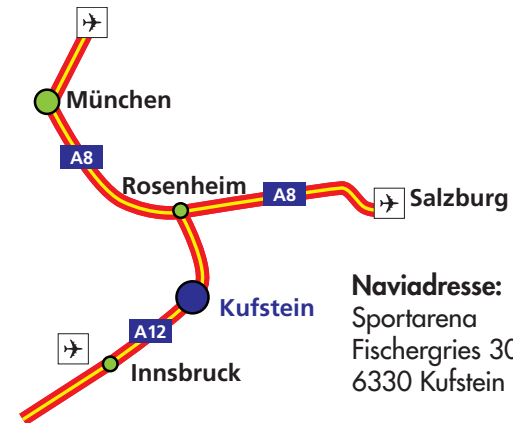 München
A8
Rosenheim
A8
Salzburg
Kufstein
A12
Innsbruck
Naviadresse:
Sportarena
Fischergries 30
6330 Kufstein